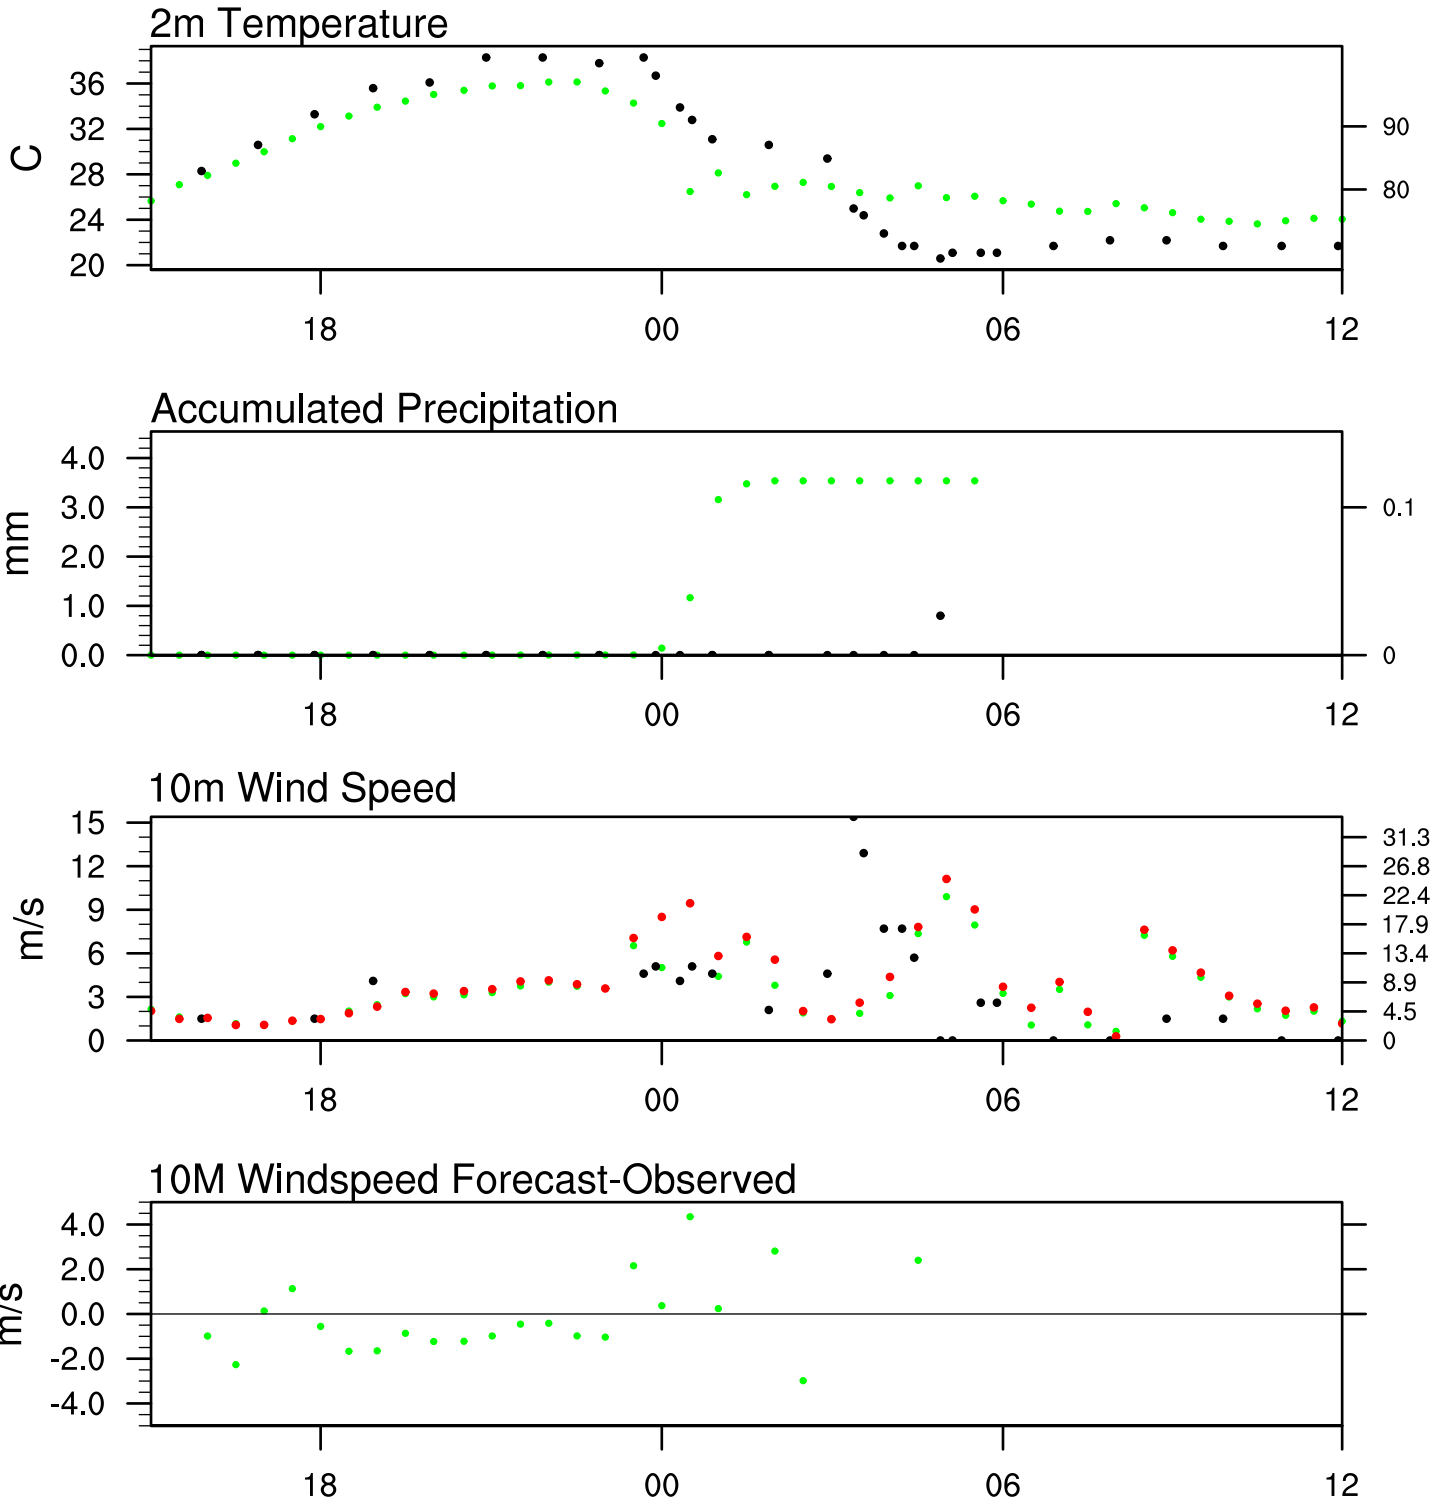 2m Temperature
C
36
32
28
24
20
90
80
18 00 06 12
Accumulated Precipitation
mm
4.0
3.0
2.0
1.0
0.0
0.1
0
18 00 06 12
10m Wind Speed
m/s
15
12
9
6
3
0
31.3
26.8
22.4
17.9
13.4
8.9
4.5
0
18 00 06 12
10M Windspeed Forecast-Observed
m/s
4.0
2.0
0.0
-2.0
-4.0
18 00 06 12